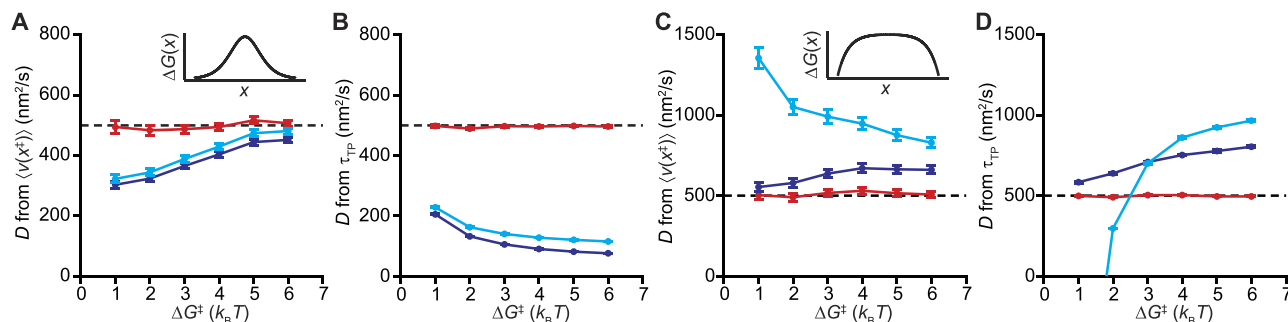 A
D from ⟨v(x‡)⟩ (nm²/s)
800
600
400
200
0
0 1 2 3 4 5 6 7
ΔG‡ (kBT)
ΔG(x)
x
B
D from τTP (nm²/s)
800
600
400
200
0
0 1 2 3 4 5 6 7
ΔG‡ (kBT)
C
D from ⟨v(x‡)⟩ (nm²/s)
1500
1000
500
0
0 1 2 3 4 5 6 7
ΔG‡ (kBT)
ΔG(x)
x
D
D from τTP (nm²/s)
1500
1000
500
0
0 1 2 3 4 5 6 7
ΔG‡ (kBT)